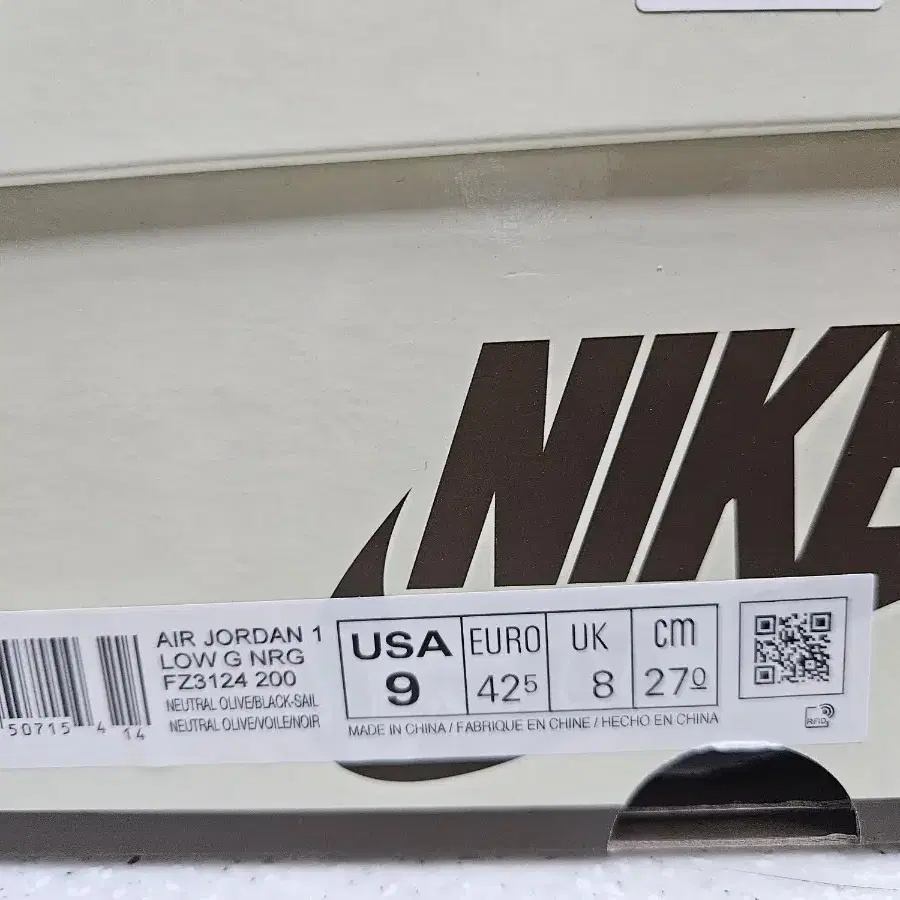 NIKE
AIR JORDAN 1
LOW G NRG
FZ3124 200
NEUTRAL OLIVE/BLACK-SAIL
NEUTRAL OLIVE/VOILE/NOIR
50715 4 14
USA EURO UK cm
9 42 5 8 27 0
MADE IN CHINA / FABRIQUE EN CHINE / HECHO EN CHINA
RFID